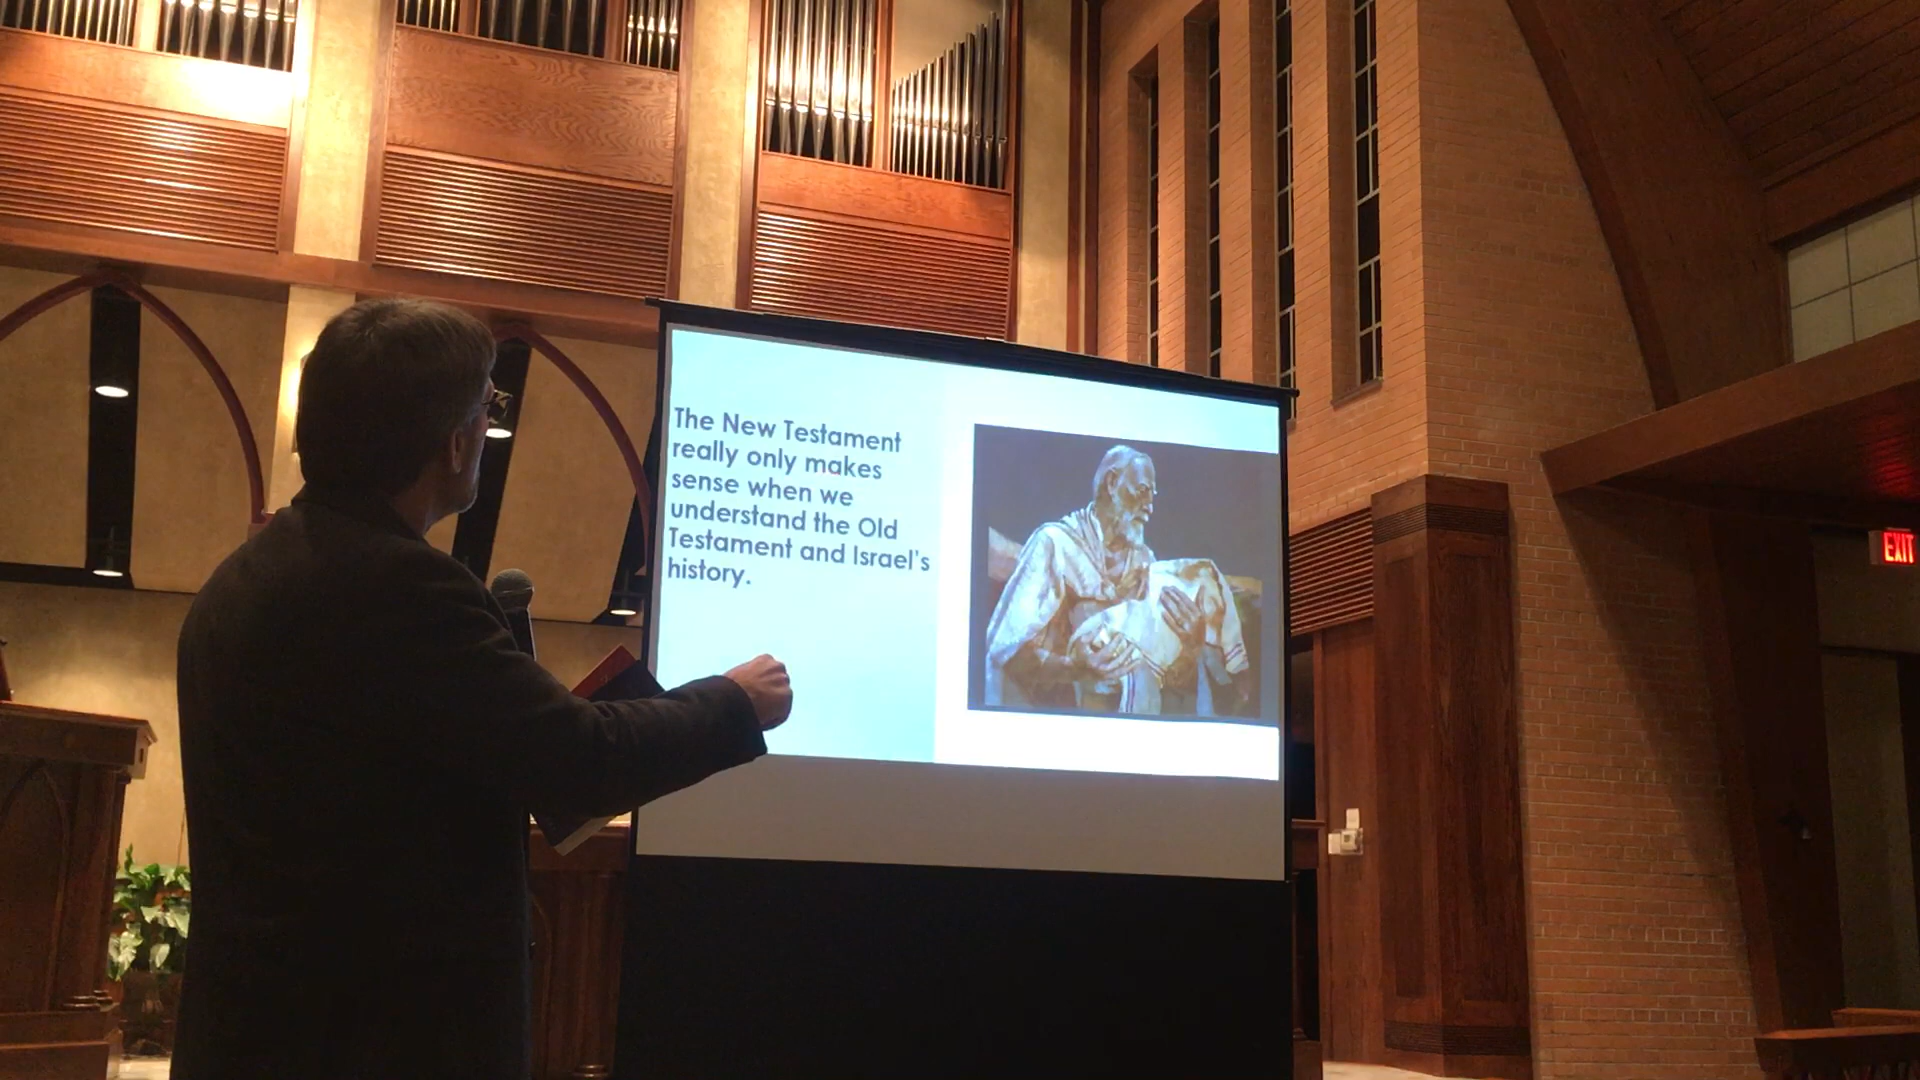 The New Testament
really only makes
sense when we
understand the Old
Testament and Israel's
history.
EXIT